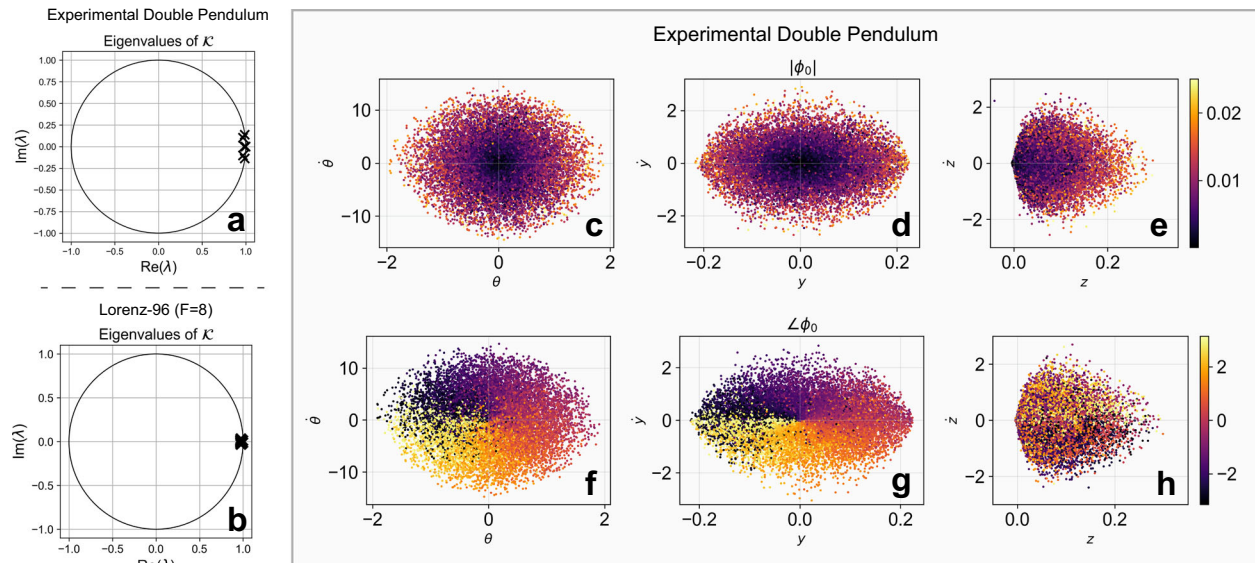 Experimental Double Pendulum
Eigenvalues of 𝒦
1.00
0.75
0.50
0.25
0.00
−0.25
−0.50
−0.75
−1.00
Im(λ)
−1.0
−0.5
0.0
0.5
1.0
Re(λ)
a
Lorenz-96 (F=8)
Eigenvalues of 𝒦
1.0
0.5
0.0
−0.5
−1.0
Im(λ)
−1.0
−0.5
0.0
0.5
1.0
Re(λ)
b
Experimental Double Pendulum
|ϕ₀|
10
0
−10
θ̇
−2
0
2
θ
c
2
0
−2
ẏ
−0.2
0.0
0.2
y
d
2
0
−2
ż
0.0
0.2
z
e
0.02
0.01
∠ϕ₀
10
0
−10
θ̇
−2
0
2
θ
f
2
0
−2
ẏ
−0.2
0.0
0.2
y
g
2
0
−2
ż
0.0
0.2
z
h
2
0
−2